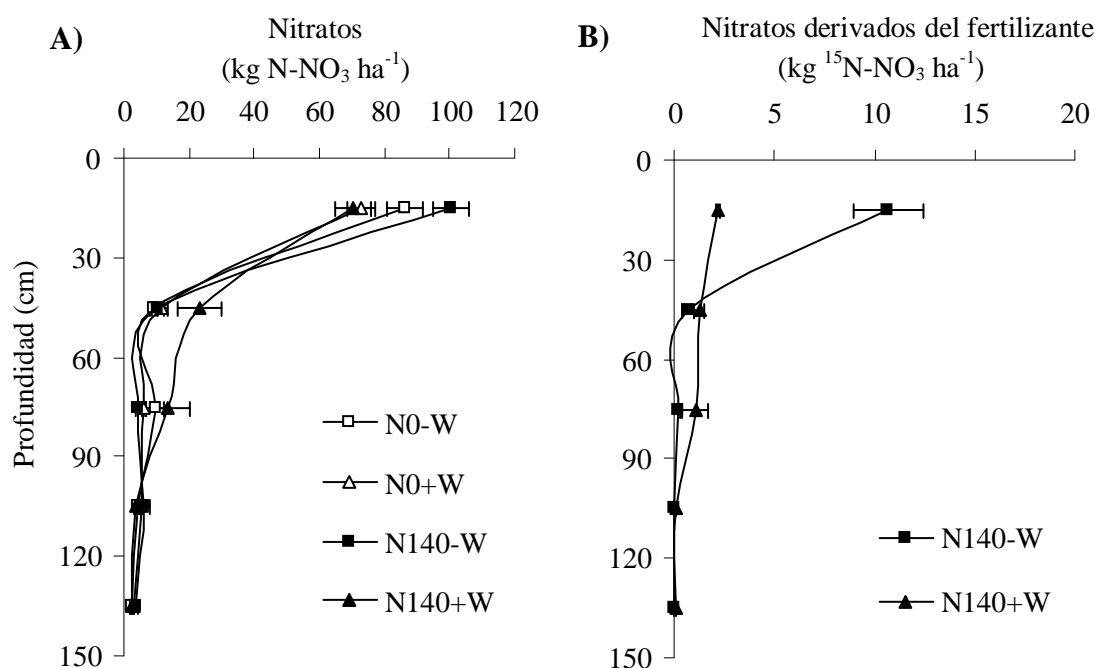 A)
Nitratos
(kg N-NO3 ha-1)
0 20 40 60 80 100 120
Profundidad (cm)
0
30
60
90
120
150
N0-W
N0+W
N140-W
N140+W
B)
Nitratos derivados del fertilizante
(kg 15N-NO3 ha-1)
0 5 10 15 20
0
30
60
90
120
150
N140-W
N140+W